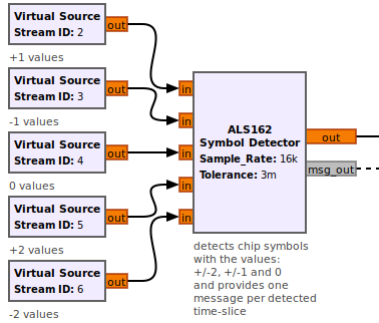 Virtual Source
Stream ID: 2
out
+1 values
Virtual Source
Stream ID: 3
out
-1 values
Virtual Source
Stream ID: 4
out
0 values
Virtual Source
Stream ID: 5
out
+2 values
Virtual Source
Stream ID: 6
out
-2 values
in
in
in
in
in
ALS162
Symbol Detector
Sample_Rate: 16k
Tolerance: 3m
out
msg_out
detects chip symbols
with the values:
+/-2, +/-1 and 0
and provides one
message per detected
time-slice